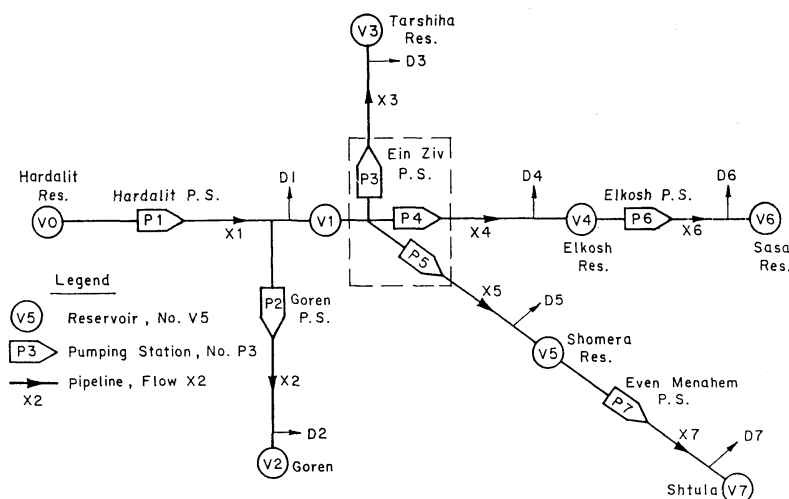 V3
Tarshiha
Res.
D3
X3
Ein Ziv
P. S.
P3
Hardalit
Res.
V0
Hardalit P. S.
P1
X1
D1
V1
P4
X4
D4
V4
Elkosh
Res.
Elkosh P. S.
P6
X6
D6
V6
Sasa
Res.
P5
X5
D5
V5
Shomera
Res.
Even Menahem
P. S.
P7
X7
D7
Shtula
V7
P2
Goren
P. S.
X2
D2
V2
Goren
Legend
V5 Reservoir, No. V5
P3 Pumping Station, No. P3
X2 Pipeline, Flow X2